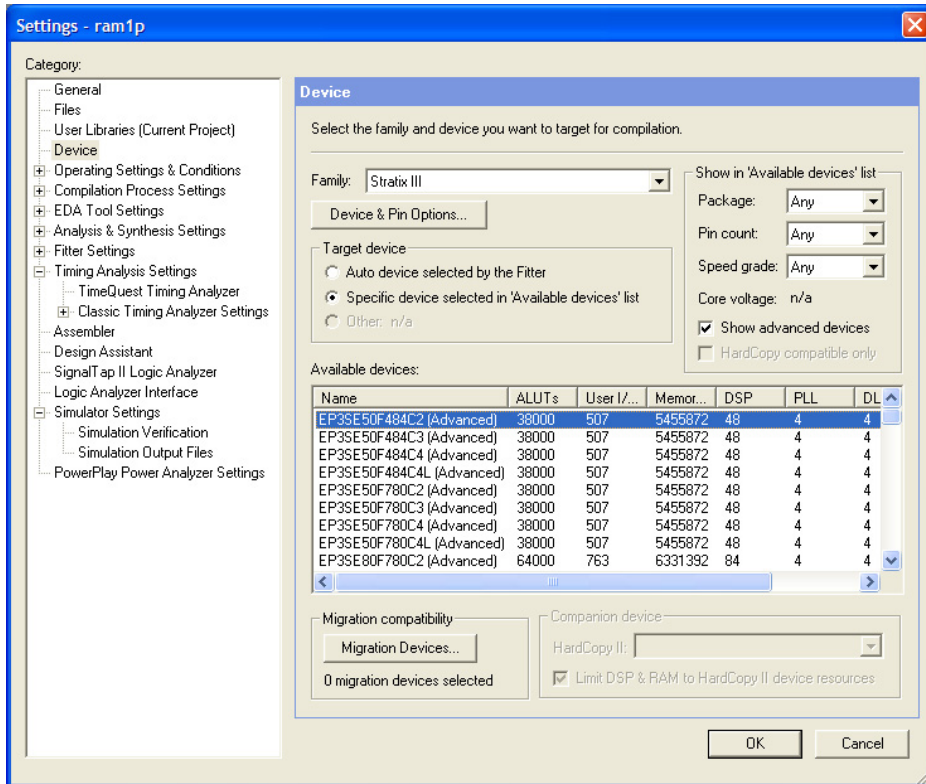 Settings - ram1p
Category:
General
Files
User Libraries (Current Project)
Device
Operating Settings & Conditions
Compilation Process Settings
EDA Tool Settings
Analysis & Synthesis Settings
Fitter Settings
Timing Analysis Settings
TimeQuest Timing Analyzer
Classic Timing Analyzer Settings
Assembler
Design Assistant
SignalTap II Logic Analyzer
Logic Analyzer Interface
Simulator Settings
Simulation Verification
Simulation Output Files
PowerPlay Power Analyzer Settings
Device
Select the family and device you want to target for compilation.
Family: Stratix III
Device & Pin Options...
Target device
Auto device selected by the Fitter
Specific device selected in 'Available devices' list
Other: n/a
Show in 'Available devices' list
Package: Any
Pin count: Any
Speed grade: Any
Core voltage: n/a
Show advanced devices
HardCopy compatible only
Available devices:
Name ALUTs User I/... Memor... DSP PLL DL
EP3SE50F484C2 (Advanced) 38000 507 5455872 48 4 4
EP3SE50F484C3 (Advanced) 38000 507 5455872 48 4 4
EP3SE50F484C4 (Advanced) 38000 507 5455872 48 4 4
EP3SE50F484C4L (Advanced) 38000 507 5455872 48 4 4
EP3SE50F780C2 (Advanced) 38000 507 5455872 48 4 4
EP3SE50F780C3 (Advanced) 38000 507 5455872 48 4 4
EP3SE50F780C4 (Advanced) 38000 507 5455872 48 4 4
EP3SE50F780C4L (Advanced) 38000 507 5455872 48 4 4
EP3SE80F780C2 (Advanced) 64000 763 6331392 84 4 4
Migration compatibility
Migration Devices...
0 migration devices selected
Companion device
HardCopy II:
Limit DSP & RAM to HardCopy II device resources
OK
Cancel